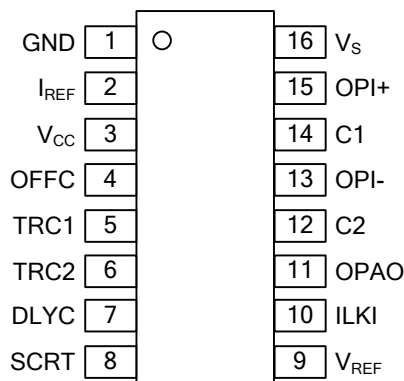 GND 1 16 VS
IREF 2 15 OPI+
VCC 3 14 C1
OFFC 4 13 OPI-
TRC1 5 12 C2
TRC2 6 11 OPAO
DLYC 7 10 ILKI
SCRT 8 9 VREF